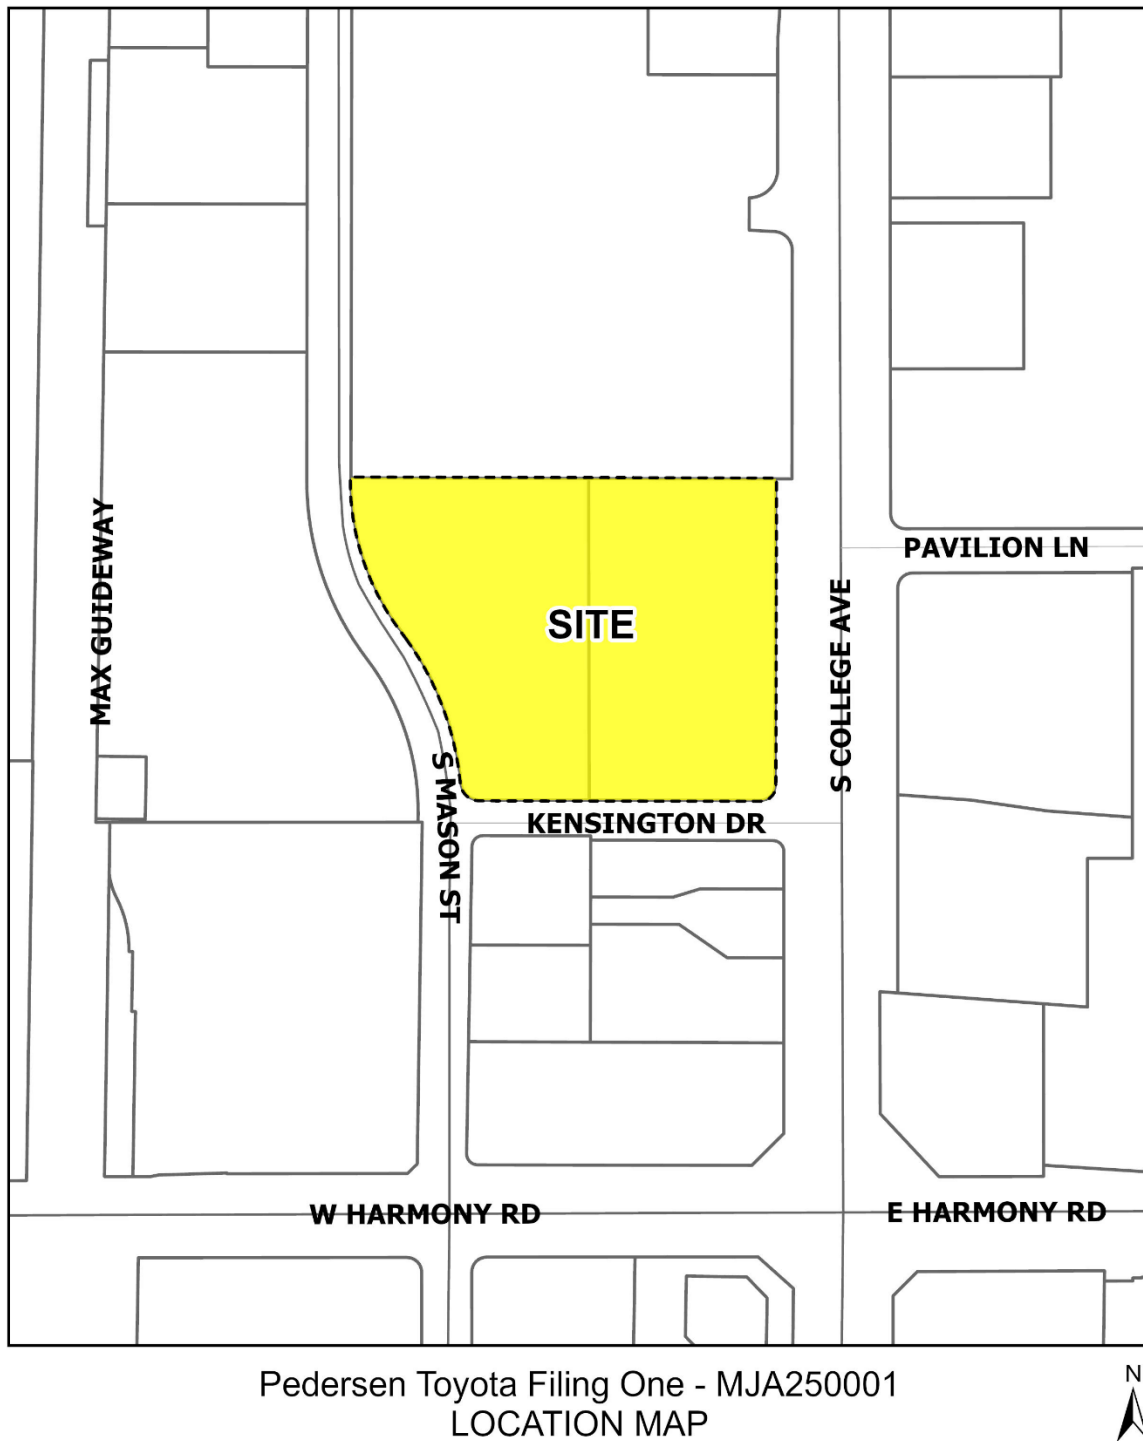 PAVILION LN
MAX GUIDEWAY
SITE
S COLLEGE AVE
S MASON ST
KENSINGTON DR
W HARMONY RD
E HARMONY RD
Pedersen Toyota Filing One - MJA250001
LOCATION MAP
N